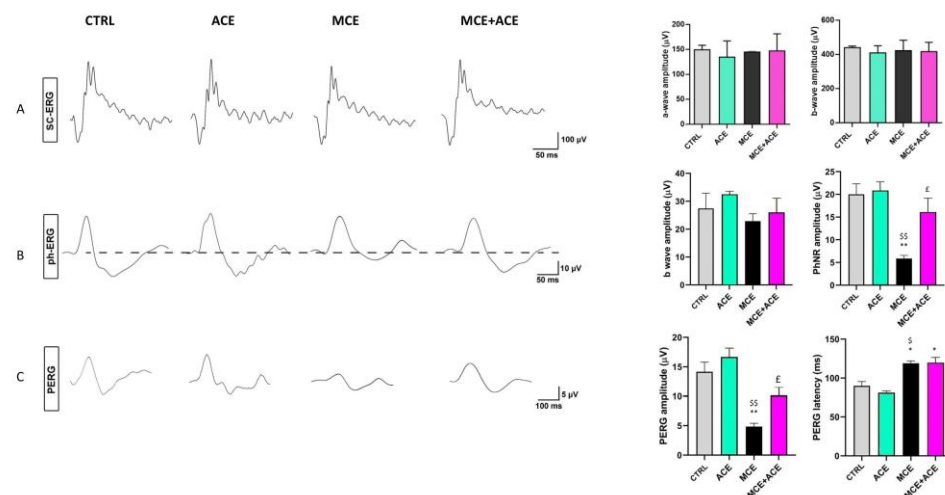 CTRL
ACE
MCE
MCE+ACE
A
sc-ERG
100 µV
50 ms
B
ph-ERG
10 µV
50 ms
C
PERG
5 µV
100 ms
a-wave amplitude (µV)
200
150
100
50
0
CTRL
ACE
MCE
MCE+ACE
b-wave amplitude (µV)
600
400
200
0
CTRL
ACE
MCE
MCE+ACE
b wave amplitude (µV)
40
30
20
10
0
CTRL
ACE
MCE
MCE+ACE
PhNR amplitude (µV)
25
20
15
10
5
0
$$
**
£
CTRL
ACE
MCE
MCE+ACE
PERG amplitude (µV)
20
15
10
5
0
$$
**
£
CTRL
ACE
MCE
MCE+ACE
PERG latency (ms)
150
100
50
0
$
*
*
CTRL
ACE
MCE
MCE+ACE